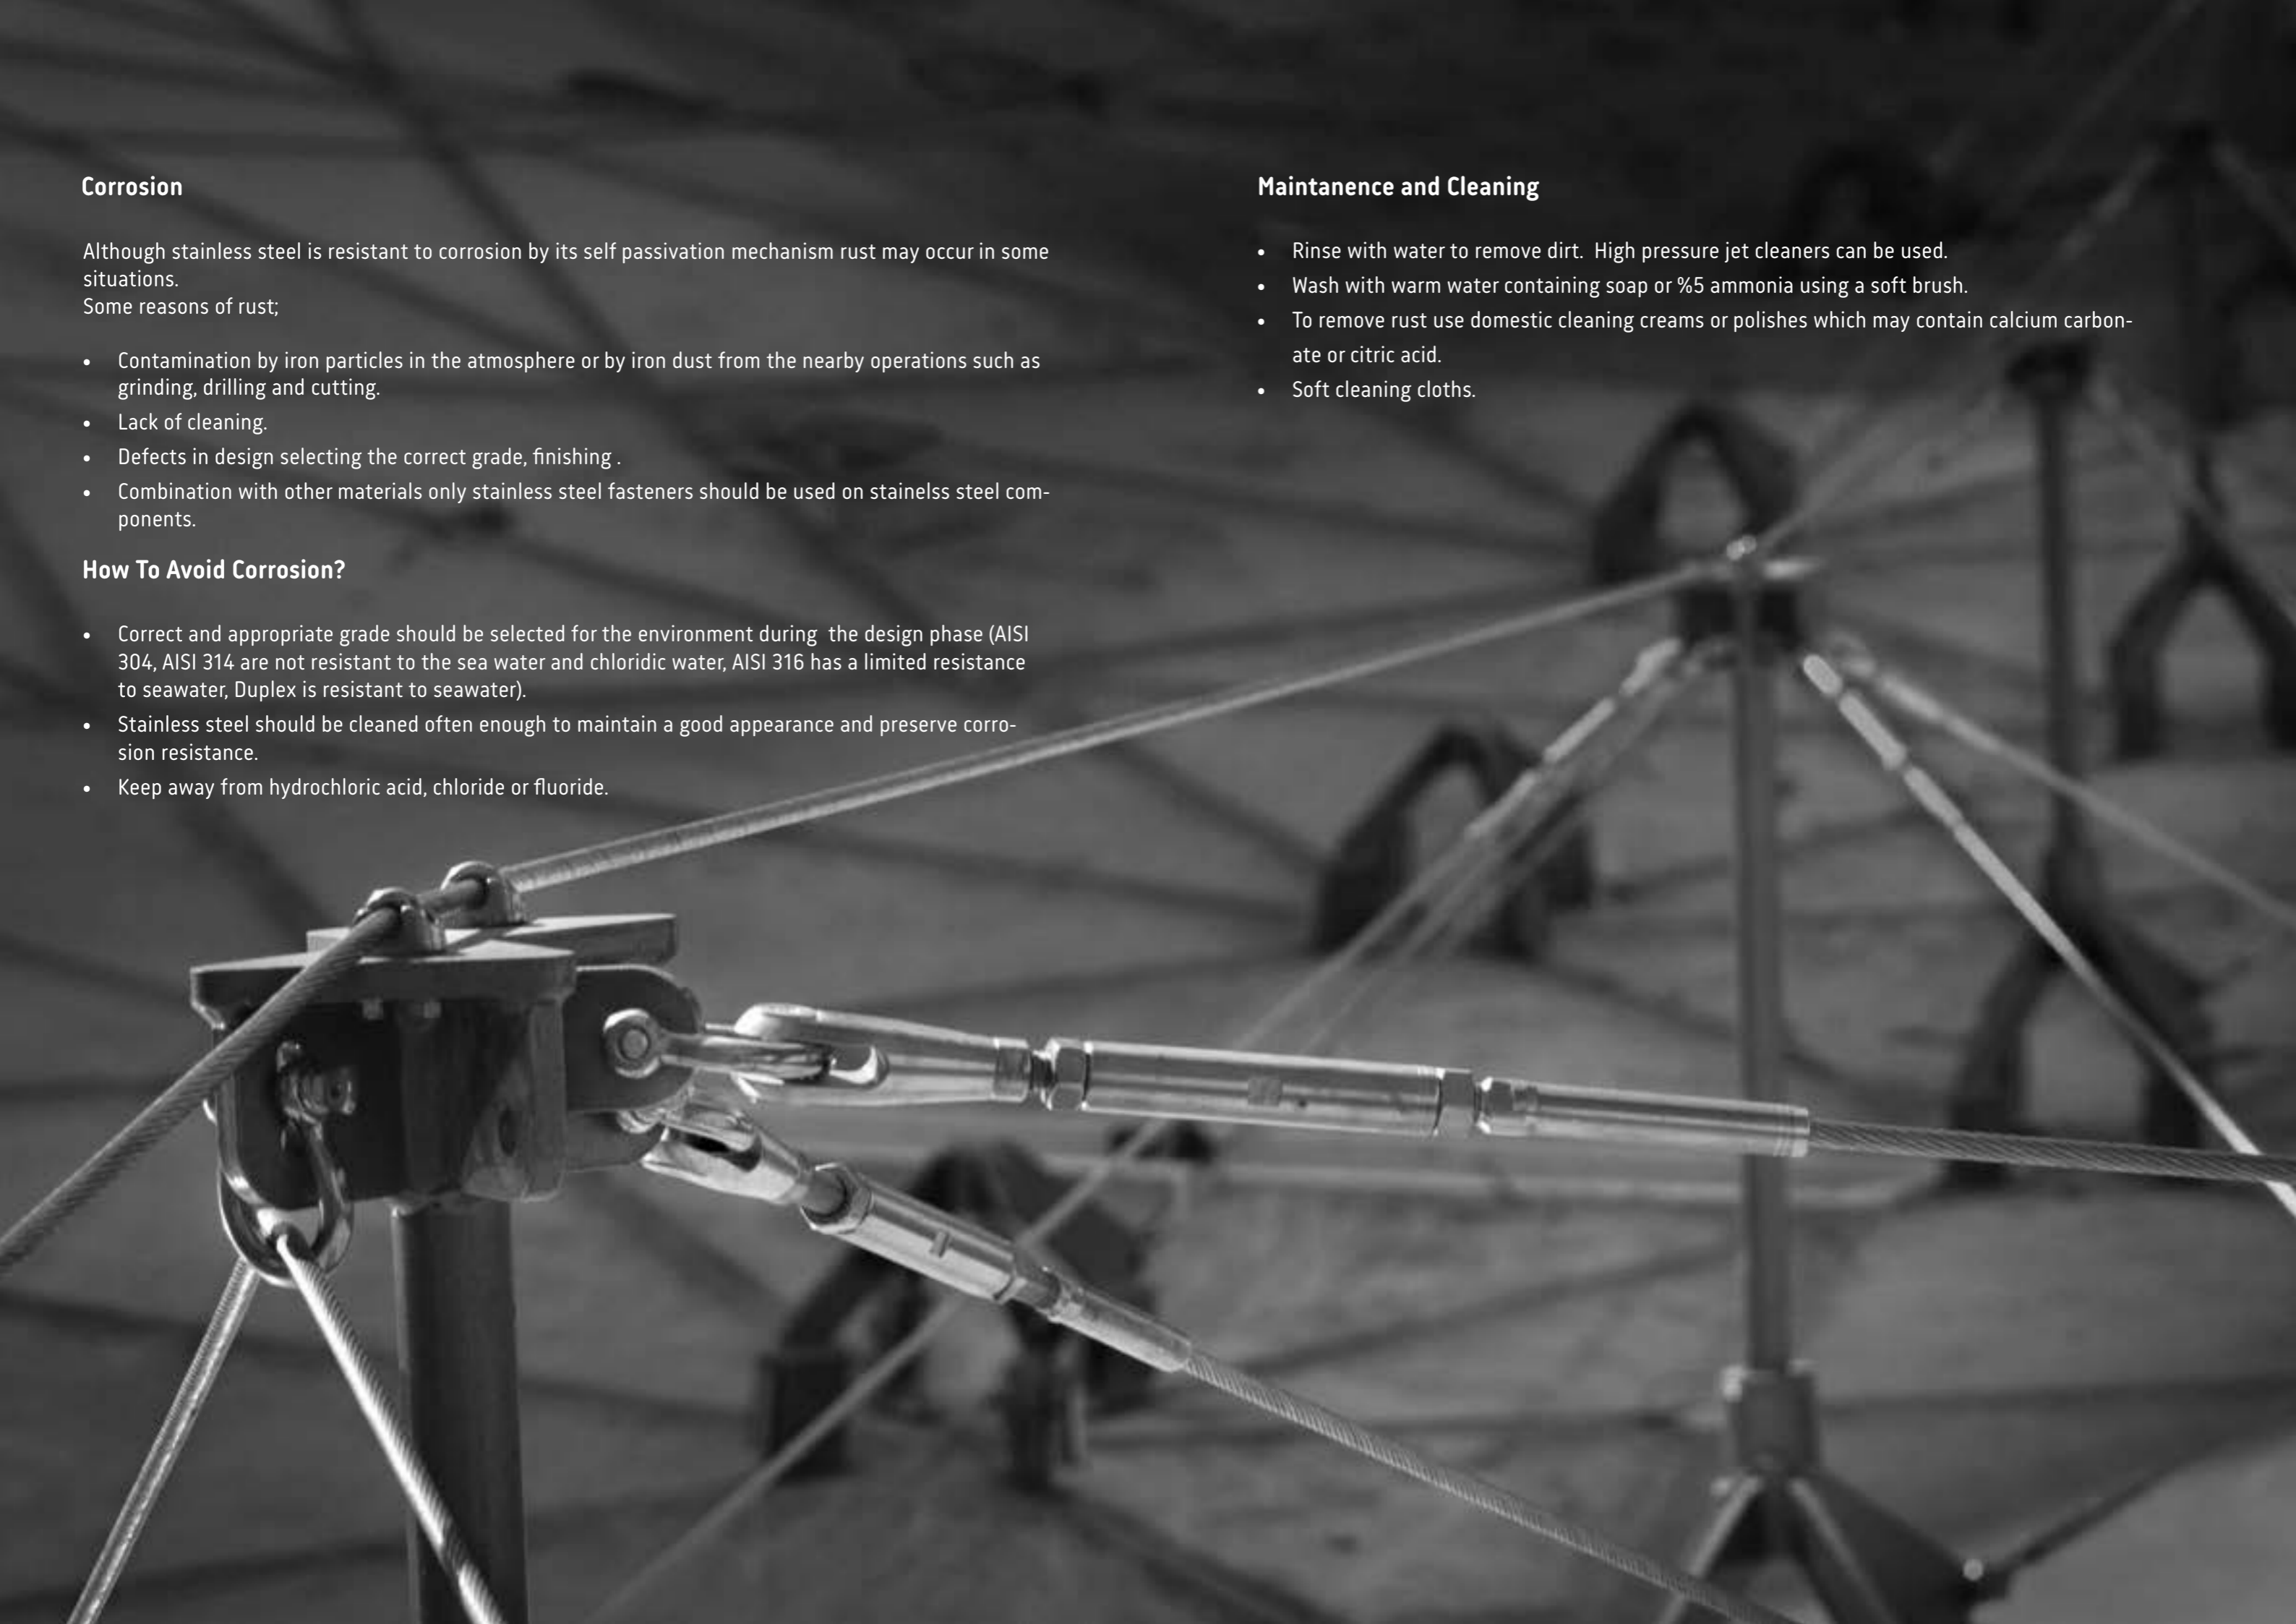 Corrosion
Although stainless steel is resistant to corrosion by its self passivation mechanism rust may occur in some
situations.
Some reasons of rust;
• Contamination by iron particles in the atmosphere or by iron dust from the nearby operations such as
grinding, drilling and cutting.
• Lack of cleaning.
• Defects in design selecting the correct grade, finishing .
• Combination with other materials only stainless steel fasteners should be used on stainelss steel com-
ponents.
How To Avoid Corrosion?
• Correct and appropriate grade should be selected for the environment during  the design phase (AISI
304, AISI 314 are not resistant to the sea water and chloridic water, AISI 316 has a limited resistance
to seawater, Duplex is resistant to seawater).
• Stainless steel should be cleaned often enough to maintain a good appearance and preserve corro-
sion resistance.
• Keep away from hydrochloric acid, chloride or fluoride.
Maintanence and Cleaning
• Rinse with water to remove dirt.  High pressure jet cleaners can be used.
• Wash with warm water containing soap or %5 ammonia using a soft brush.
• To remove rust use domestic cleaning creams or polishes which may contain calcium carbon-
ate or citric acid.
• Soft cleaning cloths.